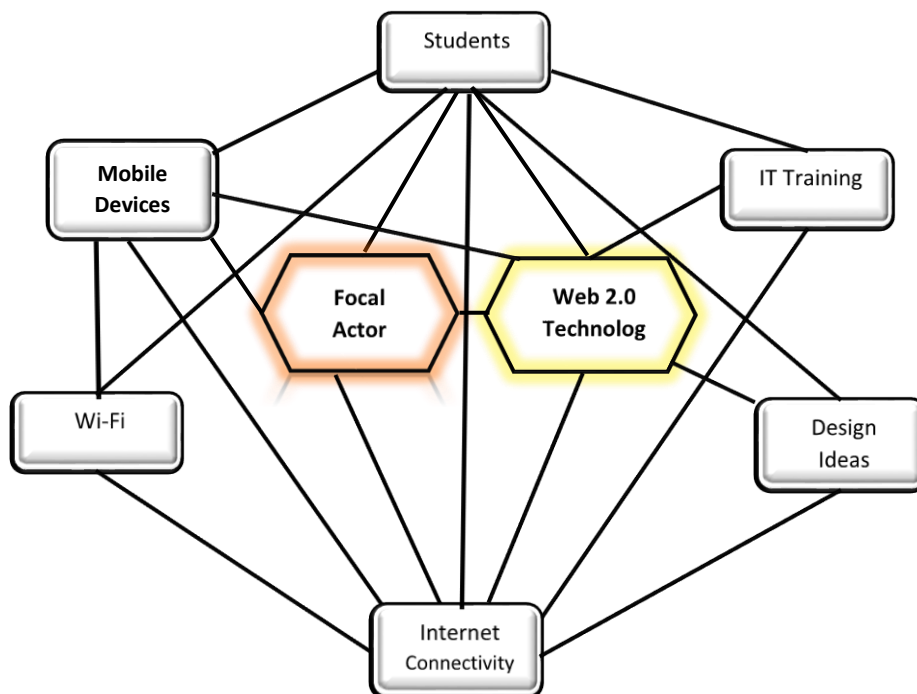 Students
Mobile
Devices
IT Training
Focal
Actor
Web 2.0
Technolog
Wi-Fi
Design
Ideas
Internet
Connectivity